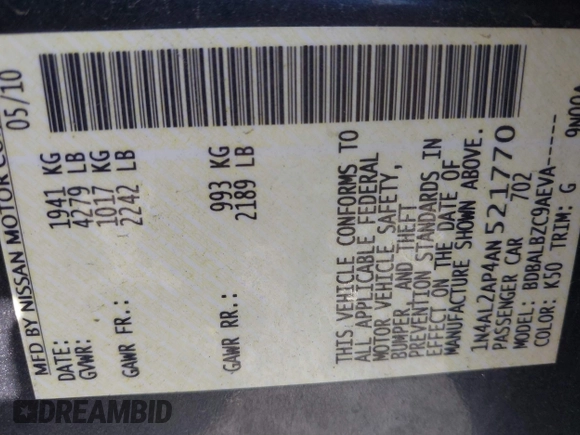 MFD BY NISSAN MOTOR CO
DATE: 05/10
GVWR: 1941 KG
4279 LB
GAWR FR.: 1017 KG
2242 LB
GAWR RR.: 993 KG
2189 LB
THIS VEHICLE CONFORMS TO
ALL APPLICABLE FEDERAL
MOTOR VEHICLE SAFETY,
BUMPER, AND THEFT
PREVENTION STANDARDS IN
EFFECT ON THE DATE OF
MANUFACTURE SHOWN ABOVE.
1N4AL2AP4AN521770
PASSENGER CAR 702
MODEL: BDBALBZC9AEVA-----
COLOR: K50 TRIM: G
DREAMBID